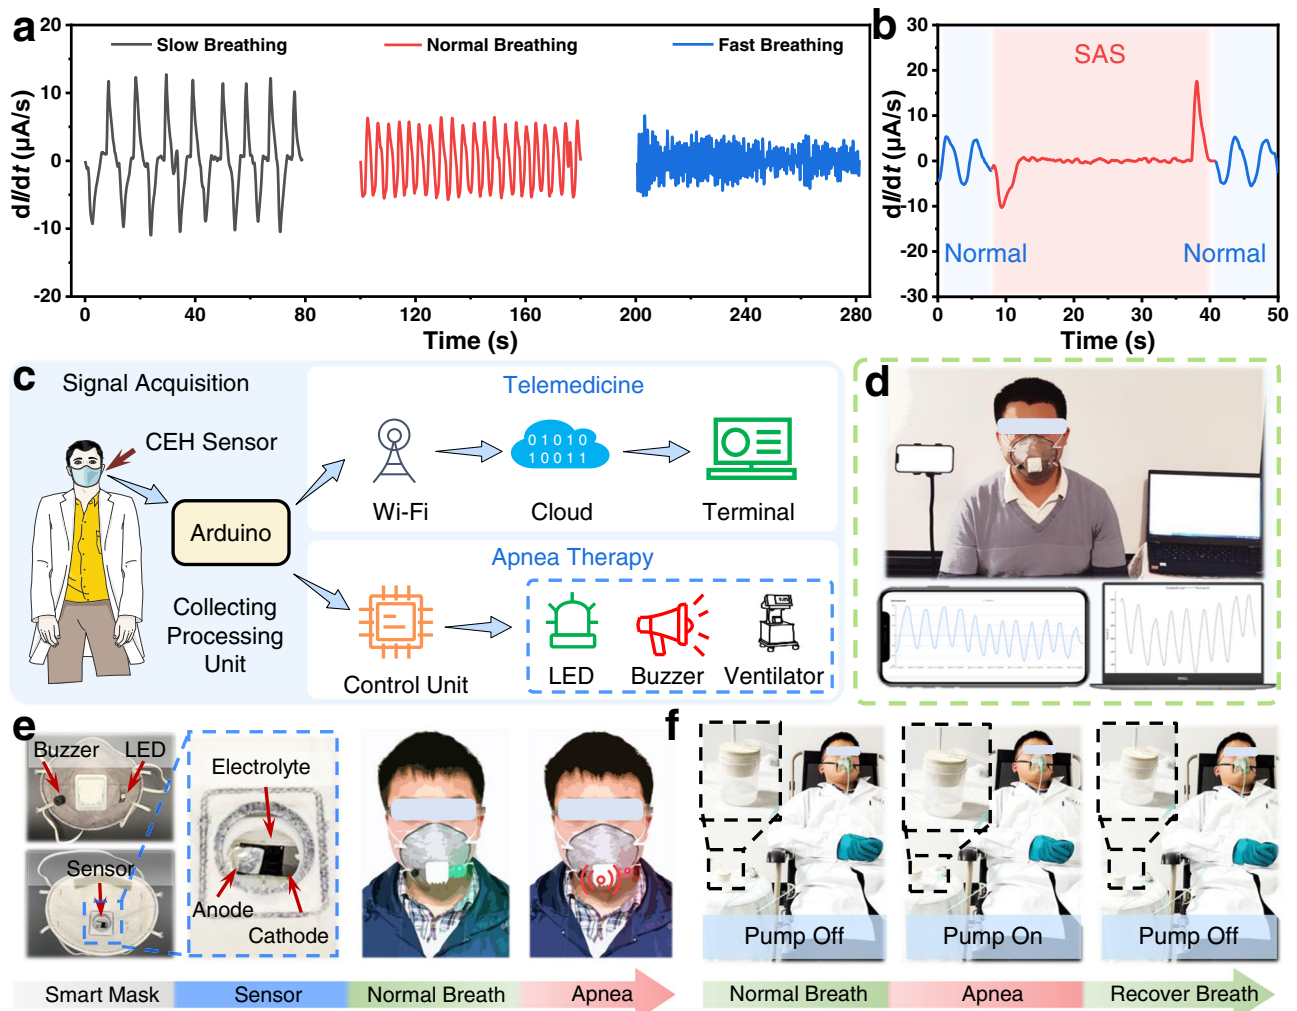 a
20
10
0
-10
-20
dI/dt (µA/s)
Slow Breathing
Normal Breathing
Fast Breathing
0 40 80 120 160 200 240 280
Time (s)
b
30
20
10
0
-10
-20
-30
dI/dt (µA/s)
SAS
Normal
Normal
0 10 20 30 40 50
Time (s)
c
Signal Acquisition
CEH Sensor
Arduino
Collecting
Processing
Unit
Telemedicine
01010
10011
Wi-Fi
Cloud
Terminal
Apnea Therapy
Control Unit
LED
Buzzer
Ventilator
d
e
Buzzer
LED
Sensor
Electrolyte
Anode
Cathode
Smart Mask
Sensor
Normal Breath
Apnea
f
Pump Off
Pump On
Pump Off
Normal Breath
Apnea
Recover Breath